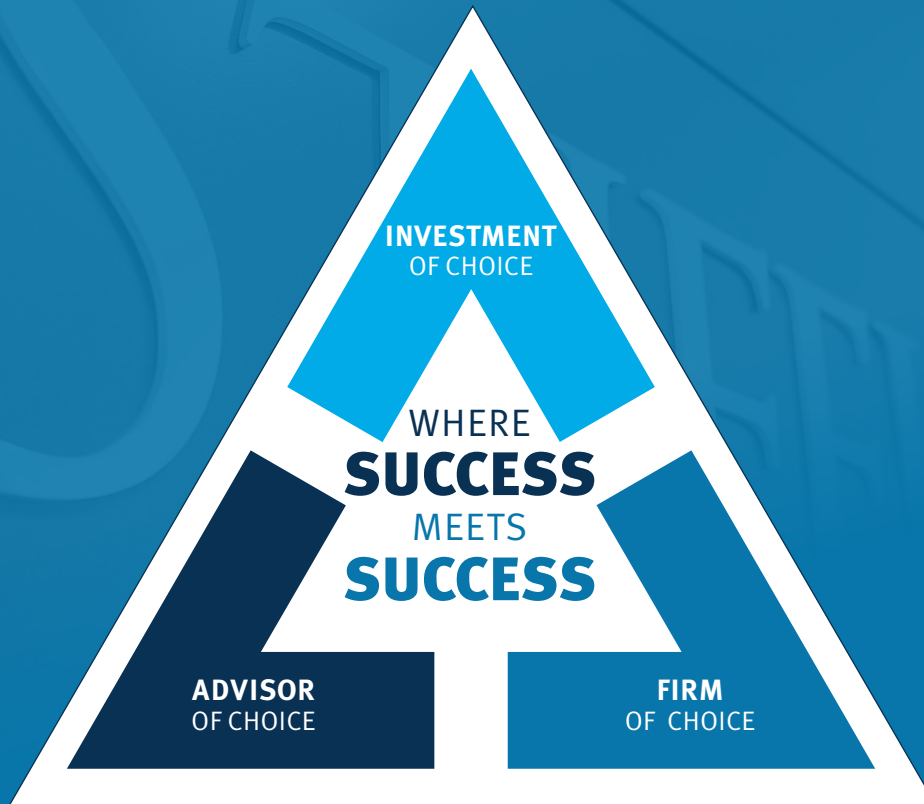 INVESTMENT
OF CHOICE
WHERE
SUCCESS
MEETS
SUCCESS
ADVISOR
OF CHOICE
FIRM
OF CHOICE